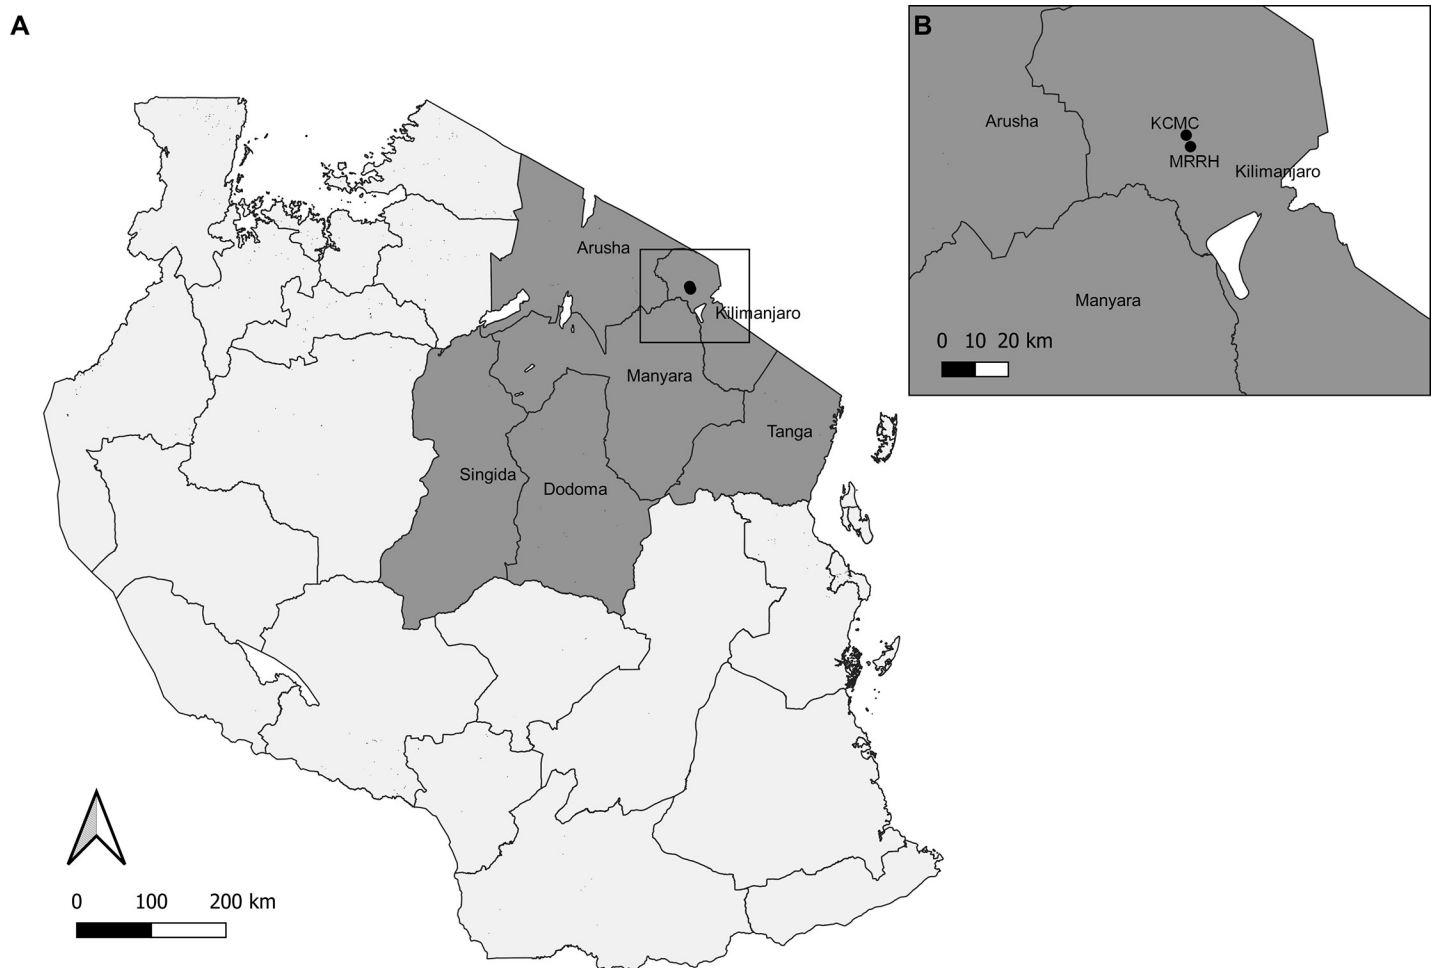 A
Arusha
Kilimanjaro
Manyara
Tanga
Singida
Dodoma
0 100 200 km
B
Arusha
KCMC
MRRH
Kilimanjaro
Manyara
0 10 20 km